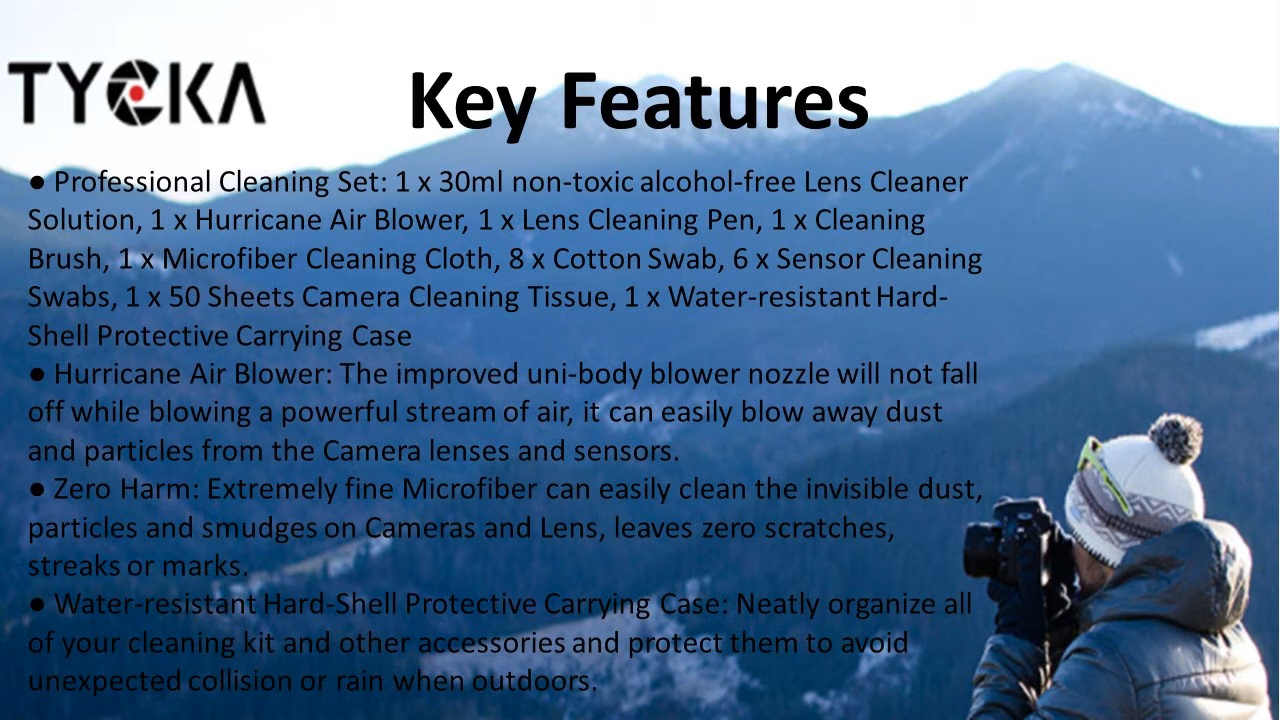 TYCKA
Key Features
● Professional Cleaning Set: 1 x 30ml non-toxic alcohol-free Lens Cleaner
Solution, 1 x Hurricane Air Blower, 1 x Lens Cleaning Pen, 1 x Cleaning
Brush, 1 x Microfiber Cleaning Cloth, 8 x Cotton Swab, 6 x Sensor Cleaning
Swabs, 1 x 50 Sheets Camera Cleaning Tissue, 1 x Water-resistant Hard-
Shell Protective Carrying Case
● Hurricane Air Blower: The improved uni-body blower nozzle will not fall
off while blowing a powerful stream of air, it can easily blow away dust
and particles from the Camera lenses and sensors.
● Zero Harm: Extremely fine Microfiber can easily clean the invisible dust,
particles and smudges on Cameras and Lens, leaves zero scratches,
streaks or marks.
● Water-resistant Hard-Shell Protective Carrying Case: Neatly organize all
of your cleaning kit and other accessories and protect them to avoid
unexpected collision or rain when outdoors.